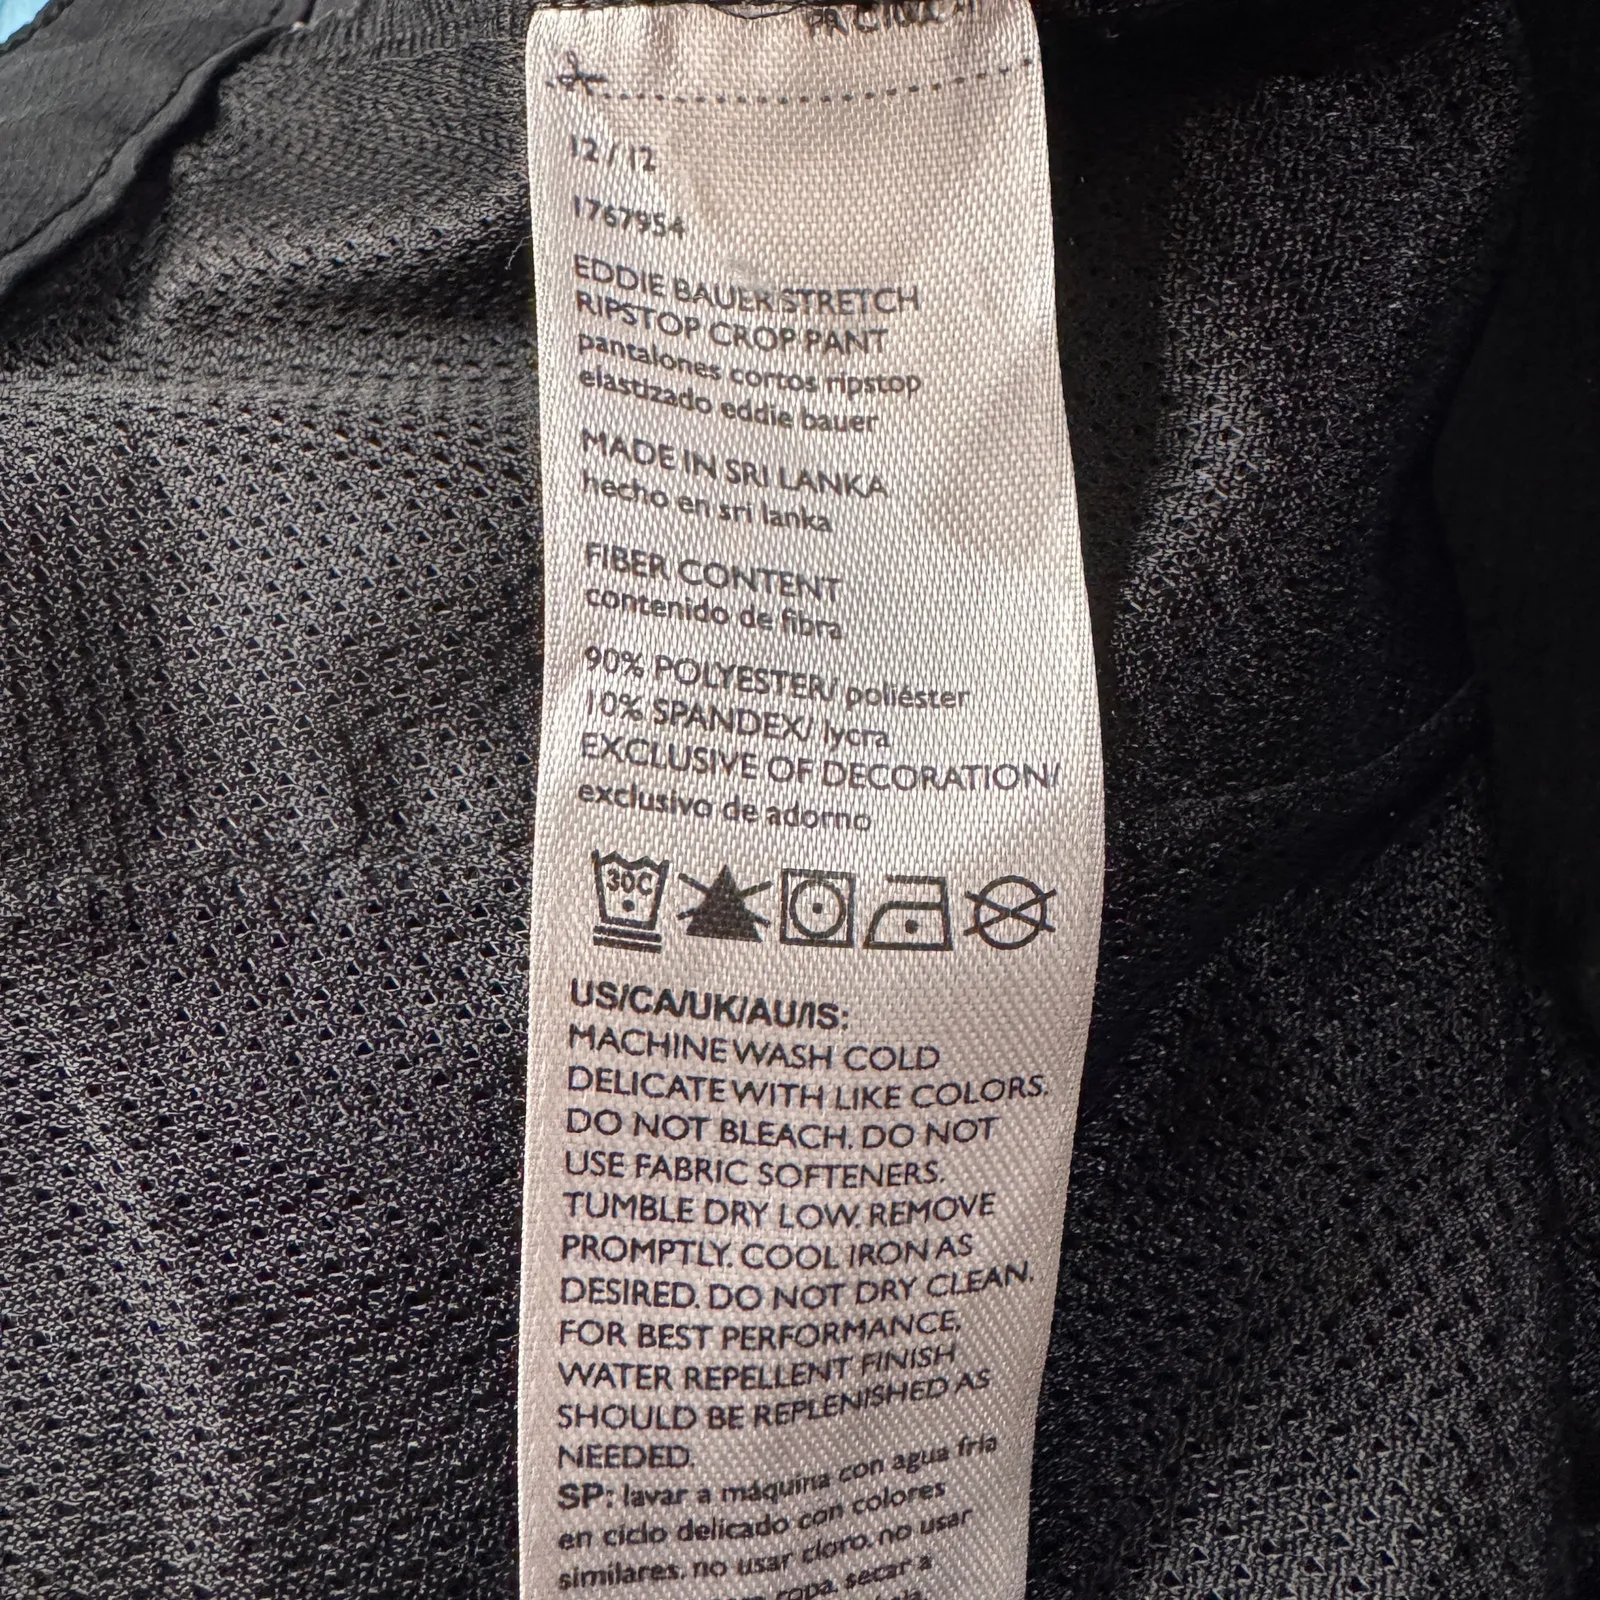 12 / 12
1767954
EDDIE BAUER STRETCH
RIPSTOP CROP PANT
pantalones cortos ripstop
elastizado eddie bauer
MADE IN SRI LANKA
hecho en sri lanka
FIBER CONTENT
contenido de fibra
90% POLYESTER/ poliéster
10% SPANDEX/ lycra
EXCLUSIVE OF DECORATION/
exclusivo de adorno
30C
US/CA/UK/AU/IS:
MACHINE WASH COLD
DELICATE WITH LIKE COLORS.
DO NOT BLEACH. DO NOT
USE FABRIC SOFTENERS.
TUMBLE DRY LOW. REMOVE
PROMPTLY. COOL IRON AS
DESIRED. DO NOT DRY CLEAN.
FOR BEST PERFORMANCE,
WATER REPELLENT FINISH
SHOULD BE REPLENISHED AS
NEEDED.
SP: lavar a máquina con agua fría
en ciclo delicado con colores
similares. no usar cloro. no usar
ropa. secar a